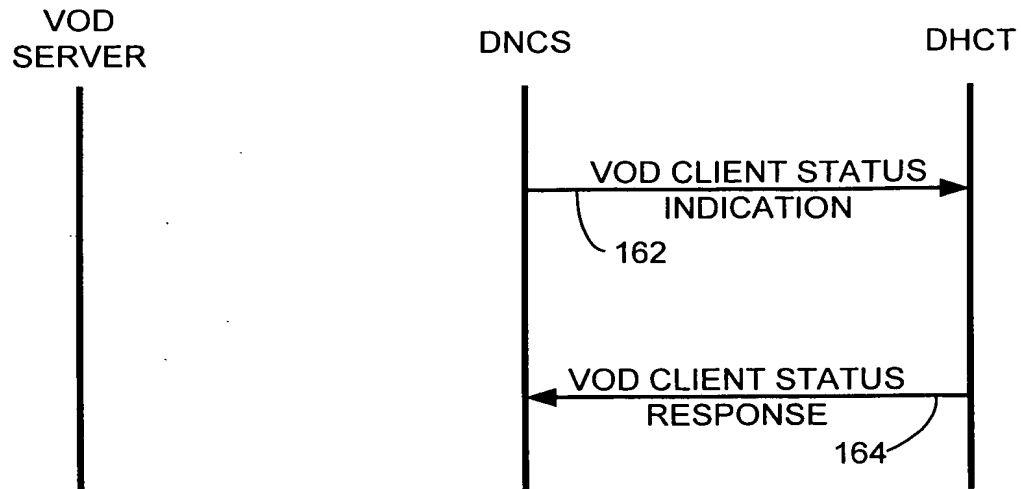 VOD
SERVER
DNCS
DHCT
VOD CLIENT STATUS
INDICATION
162
VOD CLIENT STATUS
RESPONSE
164